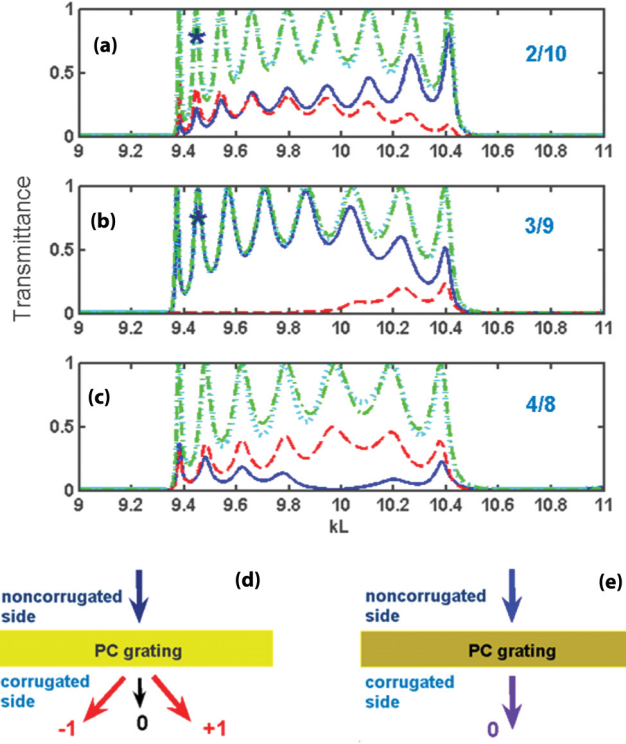 (a)
2/10
1
0.5
0
9 9.2 9.4 9.6 9.8 10 10.2 10.4 10.6 10.8 11
Transmittance
(b)
3/9
1
0.5
0
9 9.2 9.4 9.6 9.8 10 10.2 10.4 10.6 10.8 11
(c)
4/8
1
0.5
0
9 9.2 9.4 9.6 9.8 10 10.2 10.4 10.6 10.8 11
kL
(d)
noncorrugated
side
PC grating
corrugated
side
-1
0
+1
(e)
noncorrugated
side
PC grating
corrugated
side
0